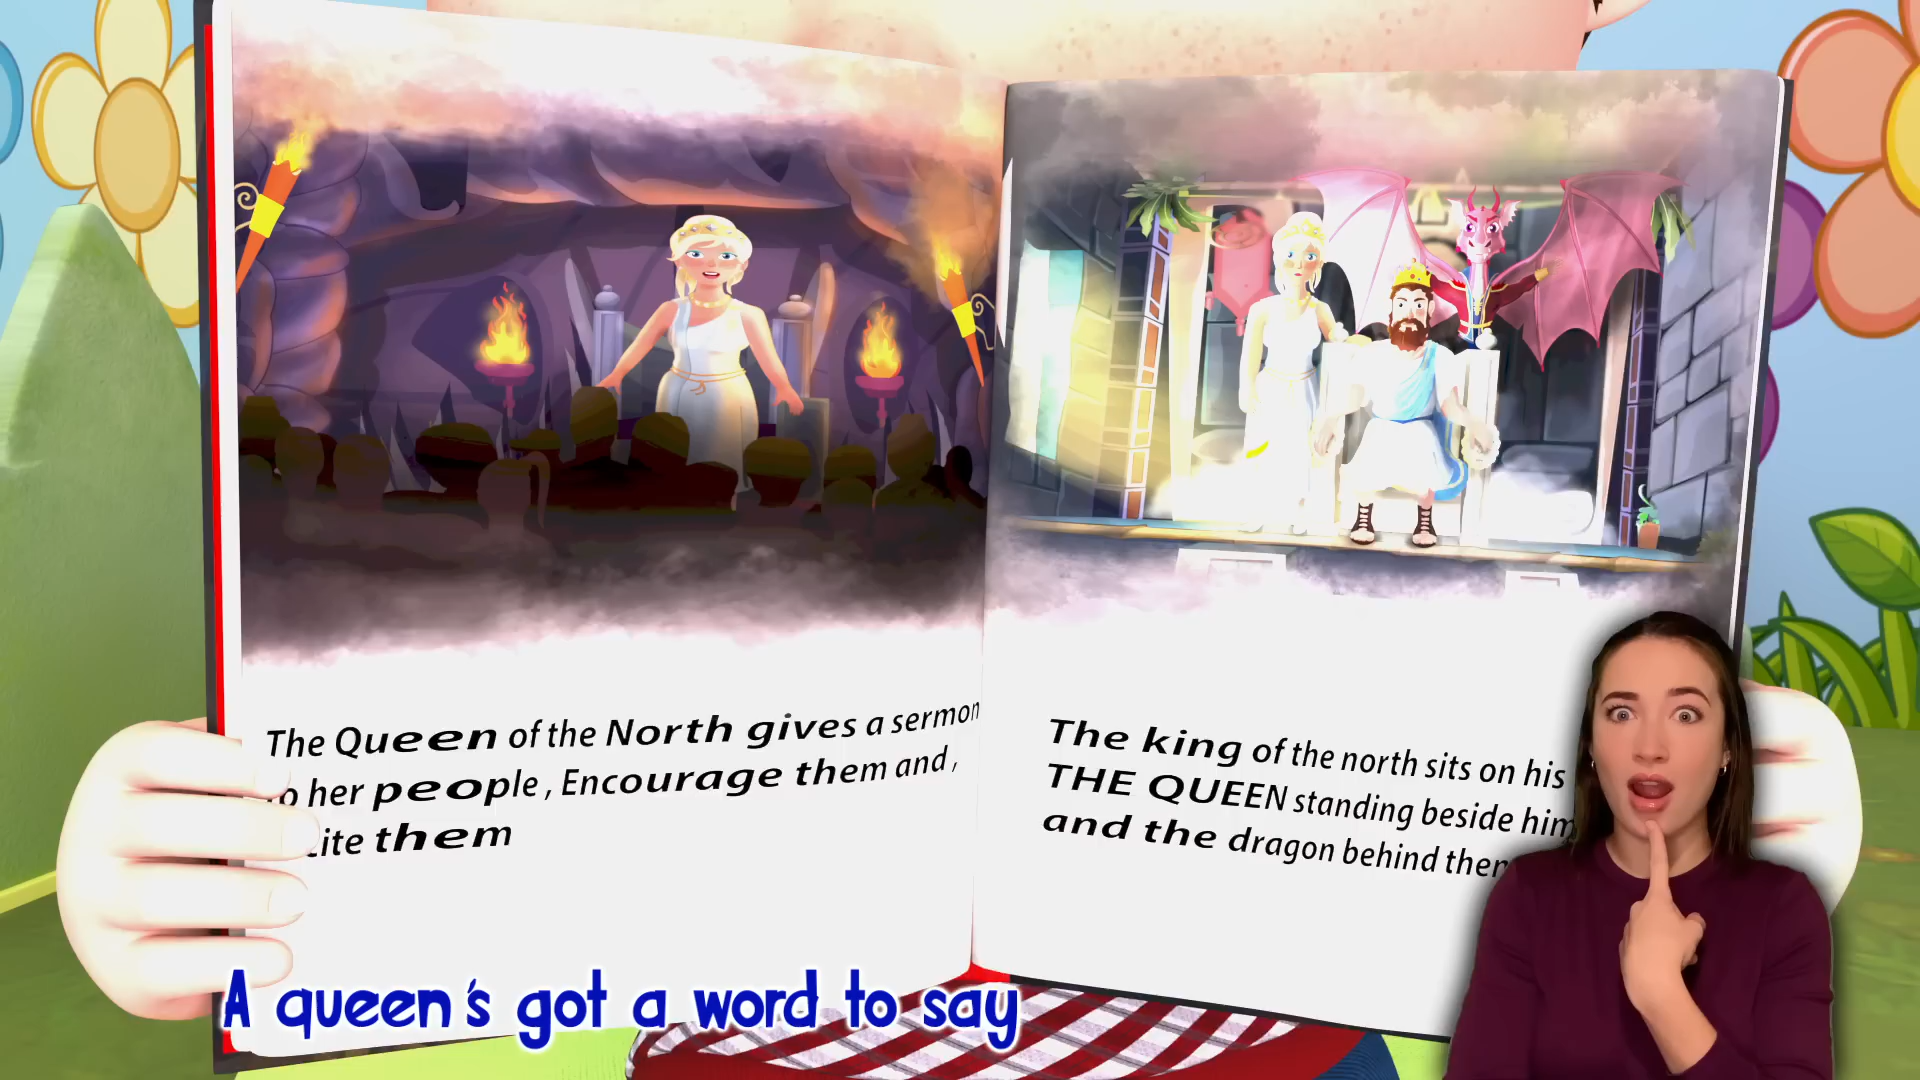 The Queen of the North gives a sermon
her people, Encourage them and,
them
The king of the north sits on his
THE QUEEN standing beside him
and the dragon behind
A queen's got a word to say